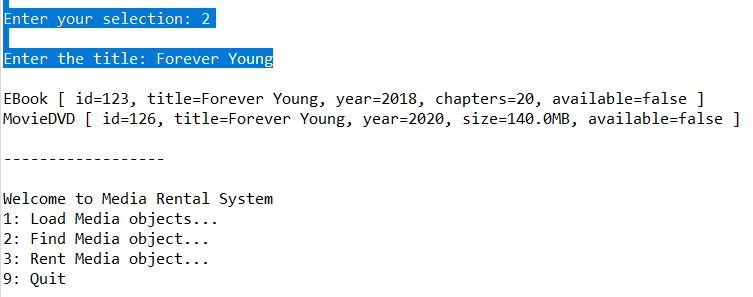 Enter your selection: 2
Enter the title: Forever Young
EBook [ id=123, title=Forever Young, year=2018, chapters=20, available=false ]
MovieDVD [ id=126, title=Forever Young, year=2020, size=140.0MB, available=false ]
------------------
Welcome to Media Rental System
1: Load Media objects...
2: Find Media object...
3: Rent Media object...
9: Quit